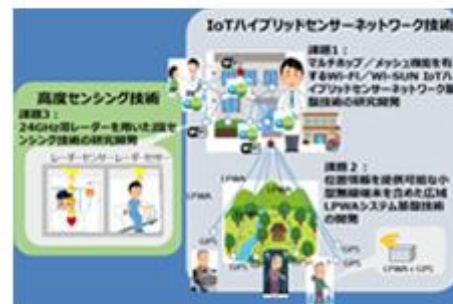 IoTハイブリッドセンサーネットワーク技術
課題1：
マルチホップ／メッシュ機能を有
するWi-Fi／Wi-SUN IoTハ
イブリッドセンサーネットワーク基
盤技術の研究開発
高度センシング技術
課題3：
24GHz帯レーダーを用いた
センシング技術の研究開発
レーダーセンサー レーダーセンサー
課題2：
位置情報を提供可能な小
型無線端末を含めた広域
LPWAシステム基盤技術
の開発
LPWA
LPWA
LPWA
GPS
GPS
GPS
GPS
LPWA+GPS